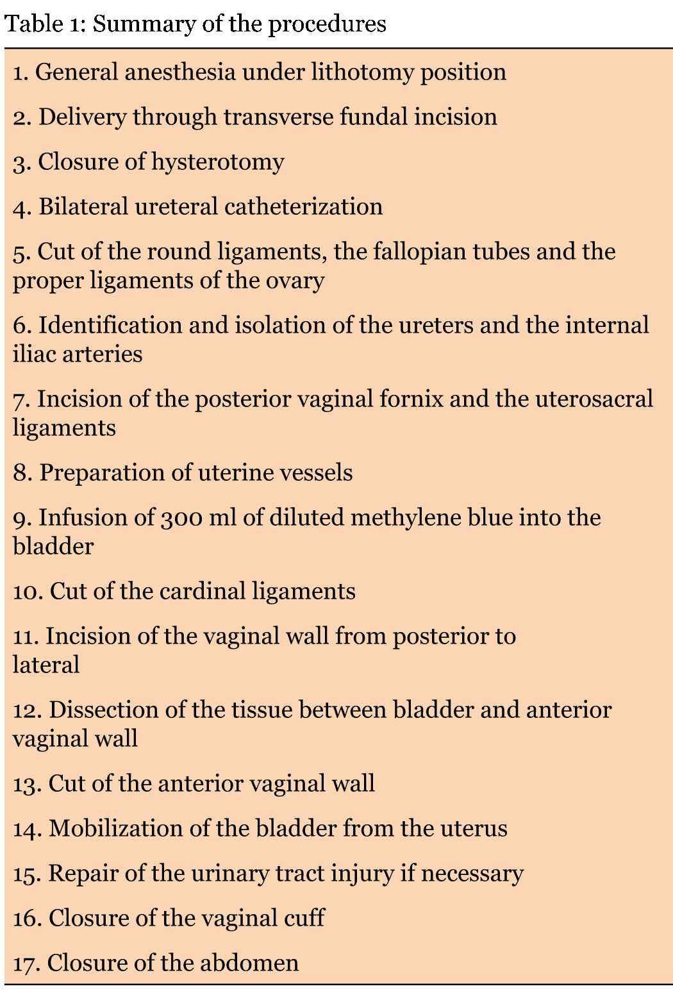 Table 1: Summary of the procedures
1. General anesthesia under lithotomy position
2. Delivery through transverse fundal incision
3. Closure of hysterotomy
4. Bilateral ureteral catheterization
5. Cut of the round ligaments, the fallopian tubes and the
proper ligaments of the ovary
6. Identification and isolation of the ureters and the internal
iliac arteries
7. Incision of the posterior vaginal fornix and the uterosacral
ligaments
8. Preparation of uterine vessels
9. Infusion of 300 ml of diluted methylene blue into the
bladder
10. Cut of the cardinal ligaments
11. Incision of the vaginal wall from posterior to
lateral
12. Dissection of the tissue between bladder and anterior
vaginal wall
13. Cut of the anterior vaginal wall
14. Mobilization of the bladder from the uterus
15. Repair of the urinary tract injury if necessary
16. Closure of the vaginal cuff
17. Closure of the abdomen